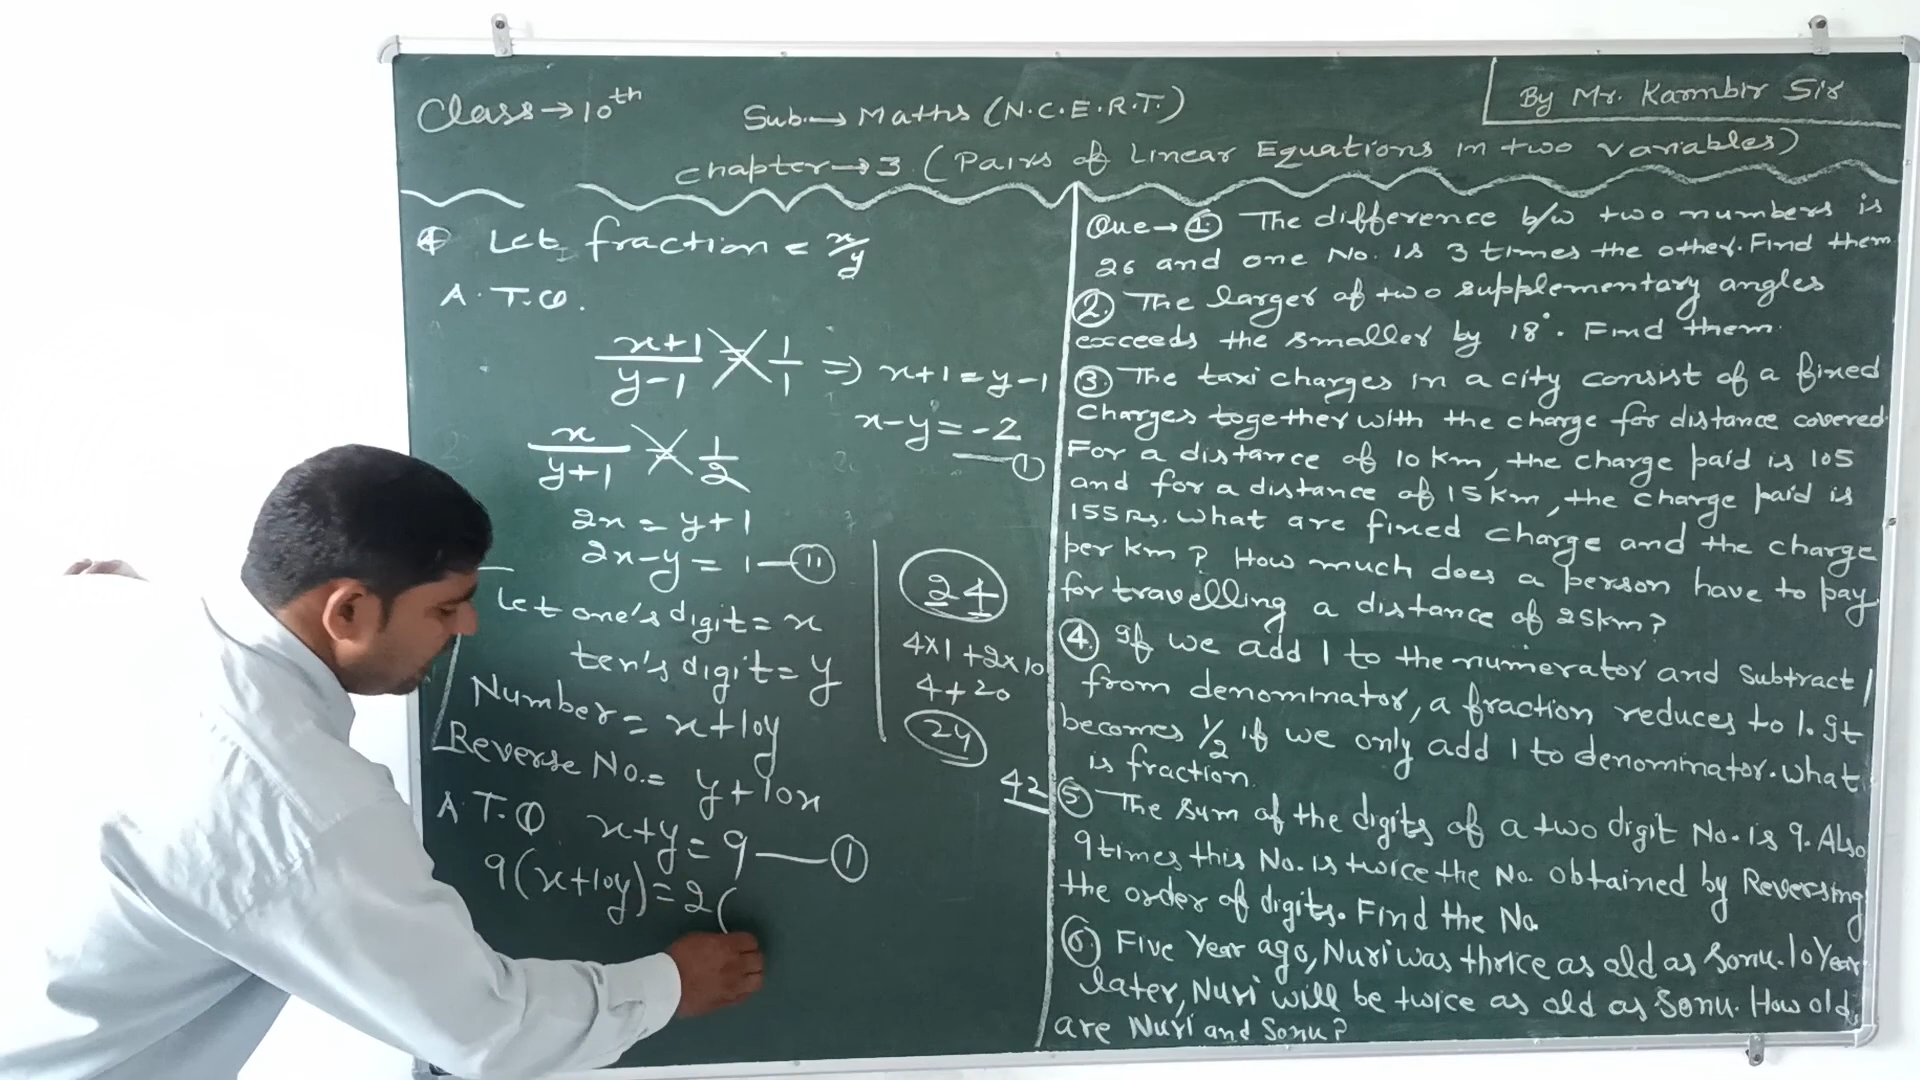 Class → 10th
Sub → Maths (N.C.E.R.T.)
By Mr. Karmbir Sir
Chapter → 3. (Pairs of Linear Equations in two variables)
④ Let fraction = x/y
A.T.Q.
(x+1)/(y-1) = 1/1 ⇒ x+1 = y-1
x-y = -2
①
x/(y+1) = 1/2
2x = y+1
2x-y = 1 — ⑪
Let one's digit = x
ten's digit = y
Number = x+10y
Reverse No. = y+10x
A.T.Q x+y = 9 — ①
9(x+10y) = 2(
24
4×1+2×10
4+20
24
42
Que → ①. The difference b/w two numbers is
26 and one No. is 3 times the other. Find them
②. The larger of two supplementary angles
exceeds the smaller by 18°. Find them.
③. The taxi charges in a city consist of a fixed
charges together with the charge for distance covered.
For a distance of 10 km, the charge paid is 105
and for a distance of 15 km, the charge paid is
155 Rs. What are fixed charge and the charge
per km? How much does a person have to pay
for travelling a distance of 25km?
④. If we add 1 to the numerator and subtract 1
from denominator, a fraction reduces to 1. It
becomes 1/2 if we only add 1 to denominator. What
is fraction.
⑤ The sum of the digits of a two digit No. is 9. Also
9 times this No. is twice the No. obtained by Reversing
the order of digits. Find the No.
⑥. Five Year ago, Nuri was thrice as old as Sonu. 10 Year
later, Nuri will be twice as old as Sonu. How old
are Nuri and Sonu?